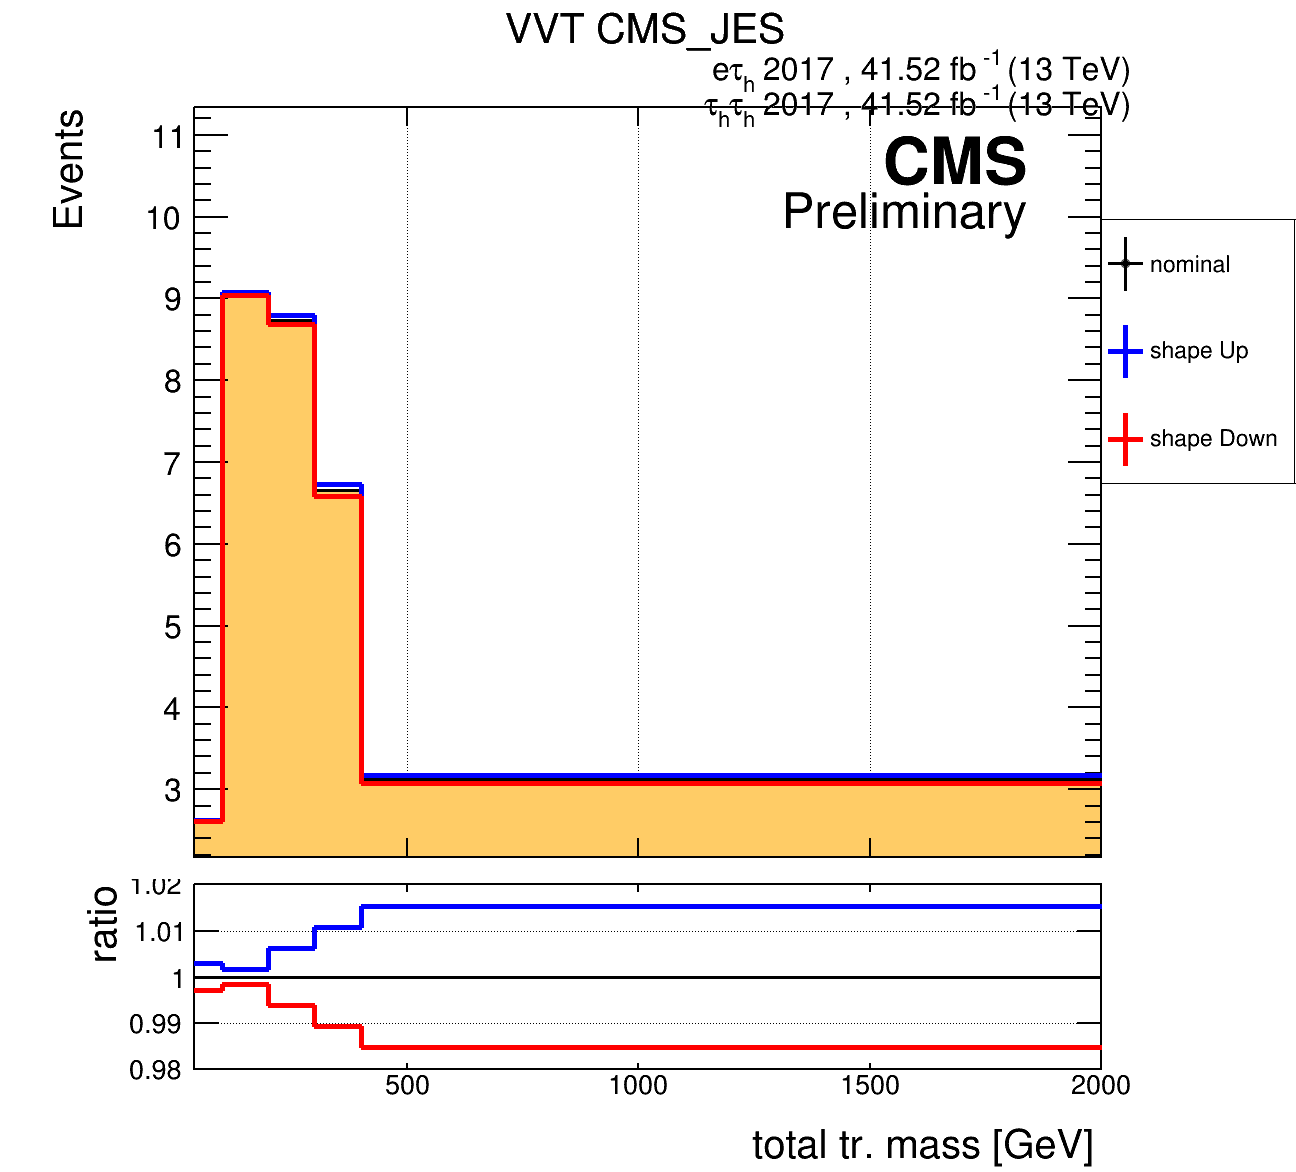 VVT CMS_JES
eτh 2017 , 41.52 fb -1 (13 TeV)
τhτh 2017 , 41.52 fb -1 (13 TeV)
CMS
Preliminary
Events
11
10
9
8
7
6
5
4
3
nominal
shape Up
shape Down
ratio
1.02
1.01
1
0.99
0.98
500
1000
1500
2000
total tr. mass [GeV]